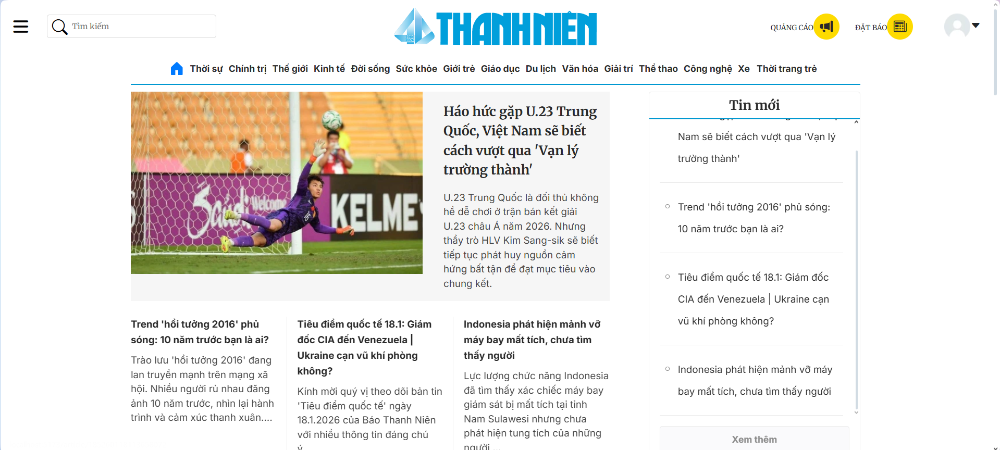 Tìm kiếm
1986
2026
THANH NIÊN
QUẢNG CÁO
ĐẶT BÁO
Thời sự Chính trị Thế giới Kinh tế Đời sống Sức khỏe Giới trẻ Giáo dục Du lịch Văn hóa Giải trí Thể thao Công nghệ Xe Thời trang trẻ
Saudi
Welcome
KELME
15
Háo hức gặp U.23 Trung
Quốc, Việt Nam sẽ biết
cách vượt qua 'Vạn lý
trường thành'
U.23 Trung Quốc là đối thủ không
hề dễ chơi ở trận bán kết giải
U.23 châu Á năm 2026. Nhưng
thầy trò HLV Kim Sang-sik sẽ biết
tiếp tục phát huy nguồn cảm
hứng bất tận để đạt mục tiêu vào
chung kết.
Trend 'hồi tưởng 2016' phủ
sóng: 10 năm trước bạn là ai?
Trào lưu 'hồi tưởng 2016' đang
lan truyền mạnh trên mạng xã
hội. Nhiều người rủ nhau đăng
ảnh 10 năm trước, nhìn lại hành
trình và cảm xúc thanh xuân....
Tiêu điểm quốc tế 18.1: Giám
đốc CIA đến Venezuela |
Ukraine cạn vũ khí phòng
không?
Kính mời quý vị theo dõi bản tin
'Tiêu điểm quốc tế' ngày
18.1.2026 của Báo Thanh Niên
với nhiều thông tin đáng chú
ý
Indonesia phát hiện mảnh vỡ
máy bay mất tích, chưa tìm
thấy người
Lực lượng chức năng Indonesia
đã tìm thấy xác chiếc máy bay
giám sát bị mất tích tại tỉnh
Nam Sulawesi nhưng chưa
phát hiện tung tích của những
người ...
Tin mới
Nam sẽ biết cách vượt qua 'Vạn lý
trường thành'
Trend 'hồi tưởng 2016' phủ sóng:
10 năm trước bạn là ai?
Tiêu điểm quốc tế 18.1: Giám đốc
CIA đến Venezuela | Ukraine cạn
vũ khí phòng không?
Indonesia phát hiện mảnh vỡ máy
bay mất tích, chưa tìm thấy người
Xem thêm